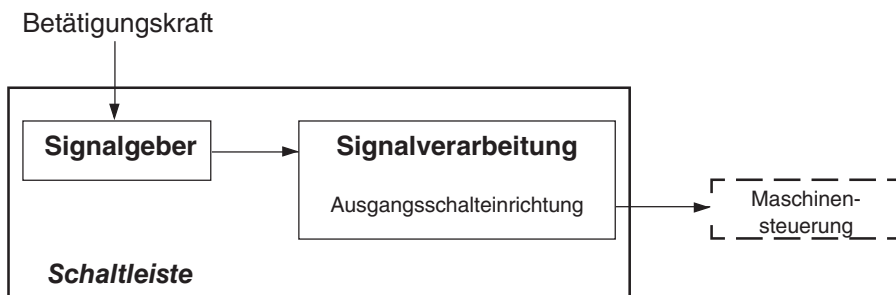 Betätigungskraft
Signalgeber
Signalverarbeitung
Ausgangsschalteinrichtung
Maschinen-
steuerung
Schaltleiste